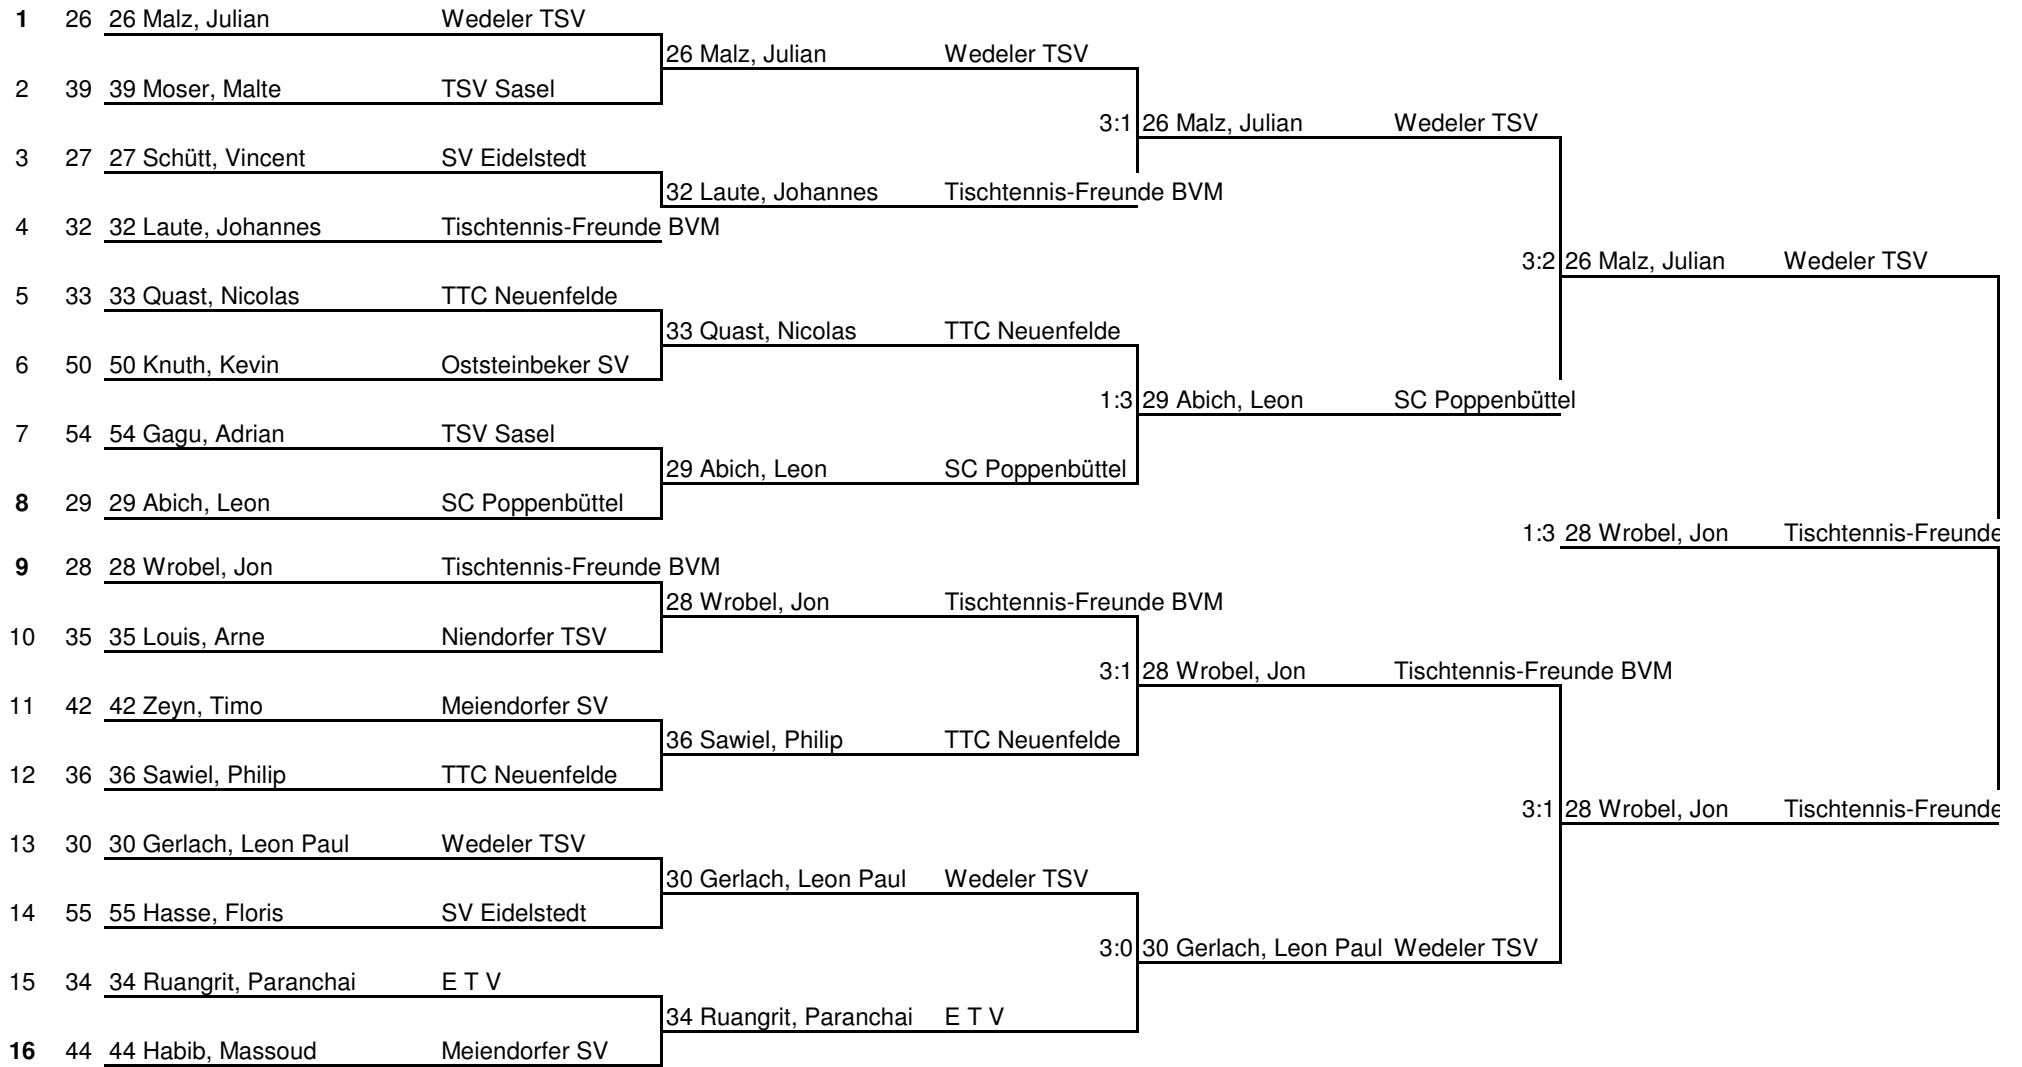 1 26 26 Malz, Julian Wedeler TSV
26 Malz, Julian Wedeler TSV
2 39 39 Moser, Malte TSV Sasel
3:1 26 Malz, Julian Wedeler TSV
3 27 27 Schütt, Vincent SV Eidelstedt
32 Laute, Johannes Tischtennis-Freunde BVM
4 32 32 Laute, Johannes Tischtennis-Freunde BVM
3:2 26 Malz, Julian Wedeler TSV
5 33 33 Quast, Nicolas TTC Neuenfelde
33 Quast, Nicolas TTC Neuenfelde
6 50 50 Knuth, Kevin Oststeinbeker SV
1:3 29 Abich, Leon SC Poppenbüttel
7 54 54 Gagu, Adrian TSV Sasel
29 Abich, Leon SC Poppenbüttel
8 29 29 Abich, Leon SC Poppenbüttel
1:3 28 Wrobel, Jon Tischtennis-Freunde
9 28 28 Wrobel, Jon Tischtennis-Freunde BVM
28 Wrobel, Jon Tischtennis-Freunde BVM
10 35 35 Louis, Arne Niendorfer TSV
3:1 28 Wrobel, Jon Tischtennis-Freunde BVM
11 42 42 Zeyn, Timo Meiendorfer SV
36 Sawiel, Philip TTC Neuenfelde
12 36 36 Sawiel, Philip TTC Neuenfelde
3:1 28 Wrobel, Jon Tischtennis-Freunde
13 30 30 Gerlach, Leon Paul Wedeler TSV
30 Gerlach, Leon Paul Wedeler TSV
14 55 55 Hasse, Floris SV Eidelstedt
3:0 30 Gerlach, Leon Paul Wedeler TSV
15 34 34 Ruangrit, Paranchai E T V
34 Ruangrit, Paranchai E T V
16 44 44 Habib, Massoud Meiendorfer SV